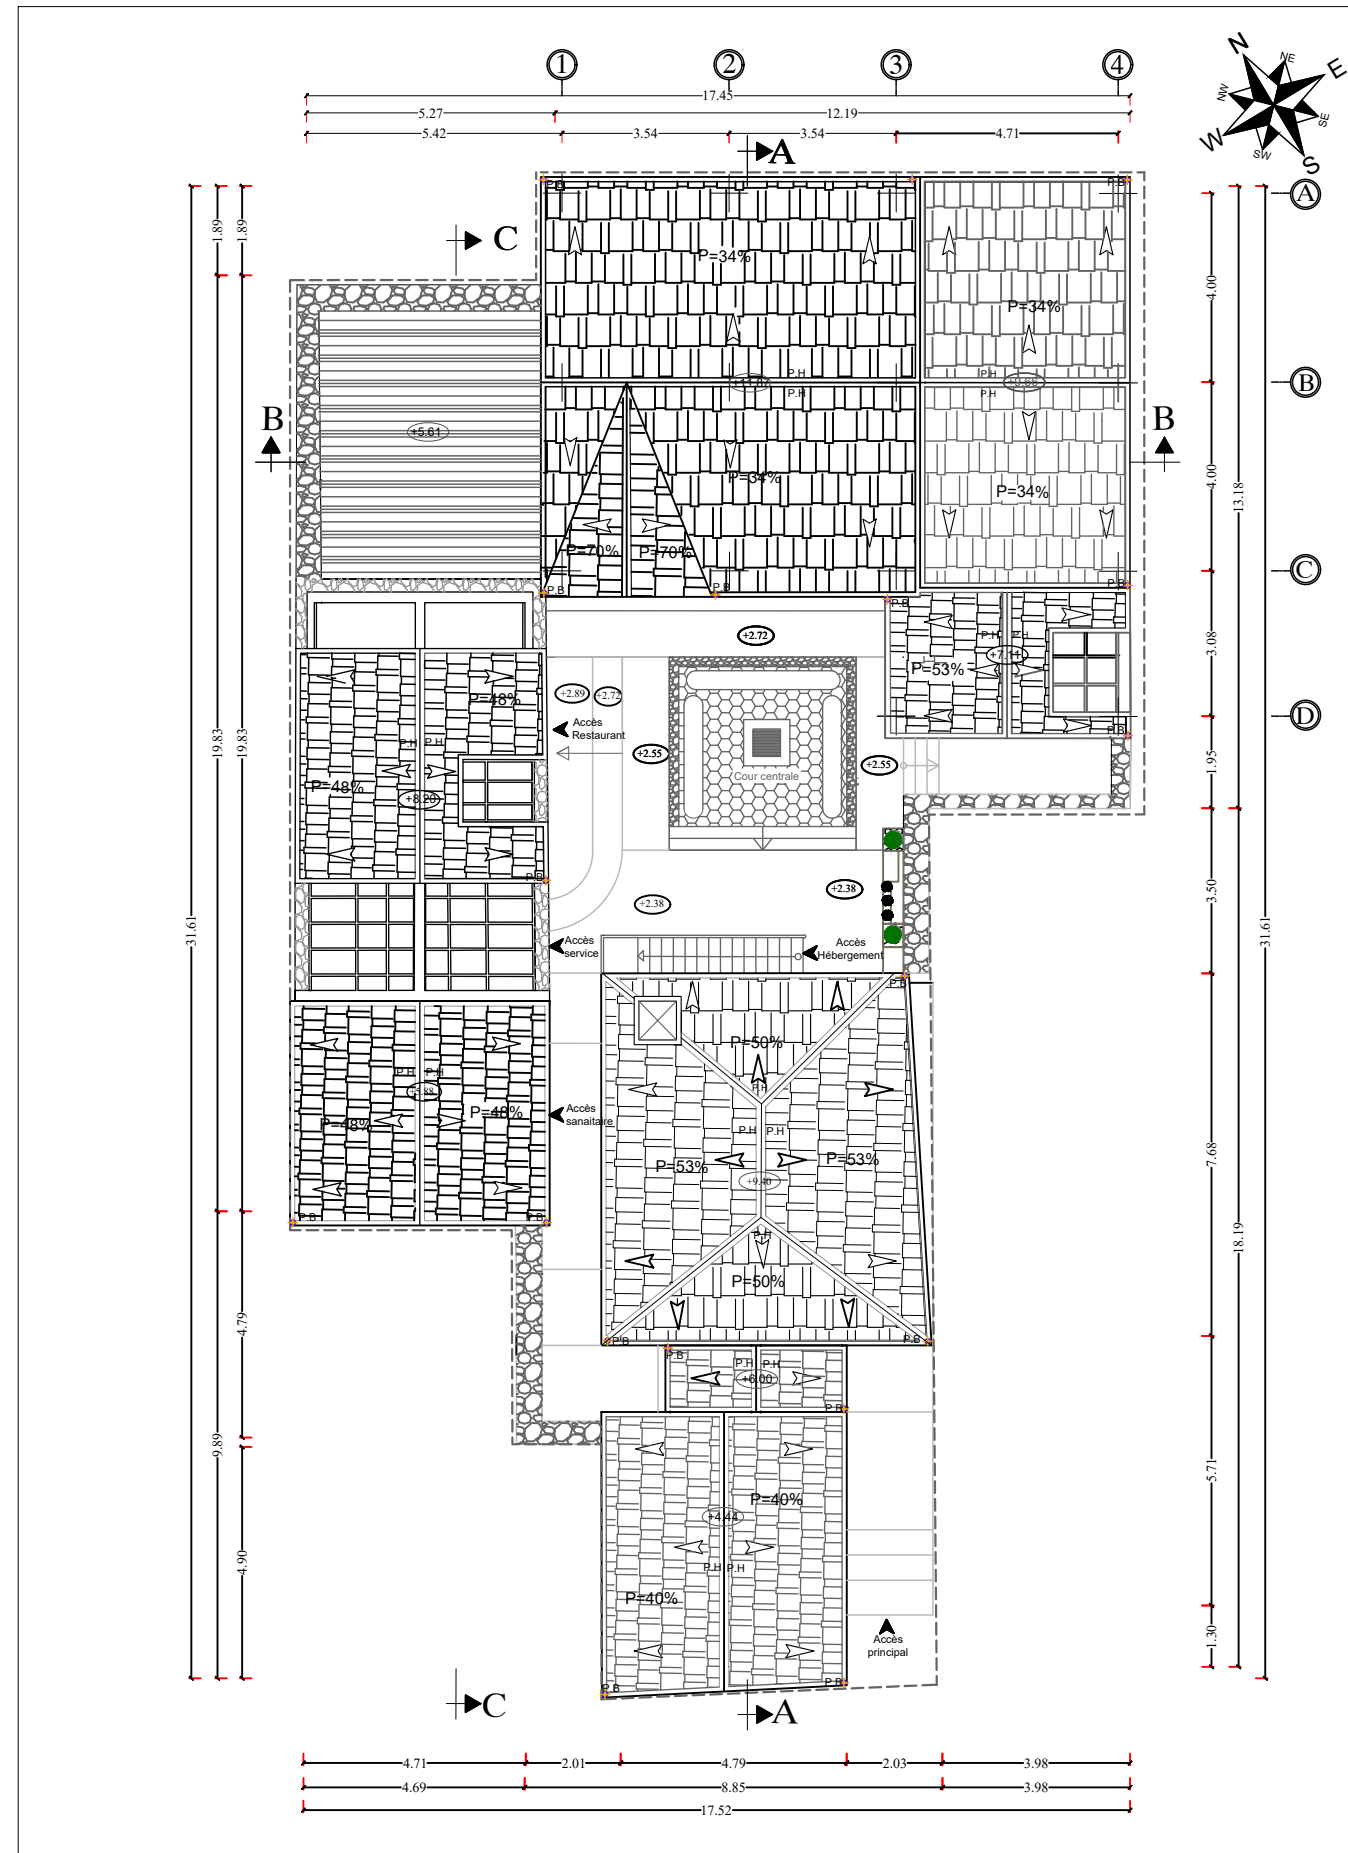 1
2
3
4
N
NE
E
SE
S
SW
W
NW
17.45
5.27
12.19
5.42
3.54
3.54
4.71
A
A
P.B
P.B
1.89
1.89
C
P=34%
P=34%
4.00
P.H
P.H
B
P.H
P.H
B
+5.61
B
P=34%
P=34%
4.00
13.18
P=70%
P=70%
C
P.B
P.B
P.B
P.B
+2.72
P.H
P.H
+7.11
3.08
P=53%
+2.89
+2.72
P=48%
D
Accès
Restaurant
P.B
P.H
P.H
19.83
19.83
+2.55
+2.55
1.95
Cour centrale
P=48%
+8.20
P.B
+2.38
+2.38
3.50
31.61
31.61
Accès
service
Accès
Hébergement
P.B
P=50%
P.H
P.H
+5.88
P.H
P=48%
P=48%
Accès
sanaitaire
P.H
P.H
7.68
P=53%
P=53%
+9.40
P.B
P.B
P.H
18.19
P=50%
4.79
P.B
P.B
P.B
P.H
P.H
+6.00
P.B
9.89
5.71
P=40%
+4.44
4.90
P.H
P.H
P=40%
Accès
principal
1.30
P.B
P.B
C
A
4.71
2.01
4.79
2.03
3.98
4.69
8.85
3.98
17.52